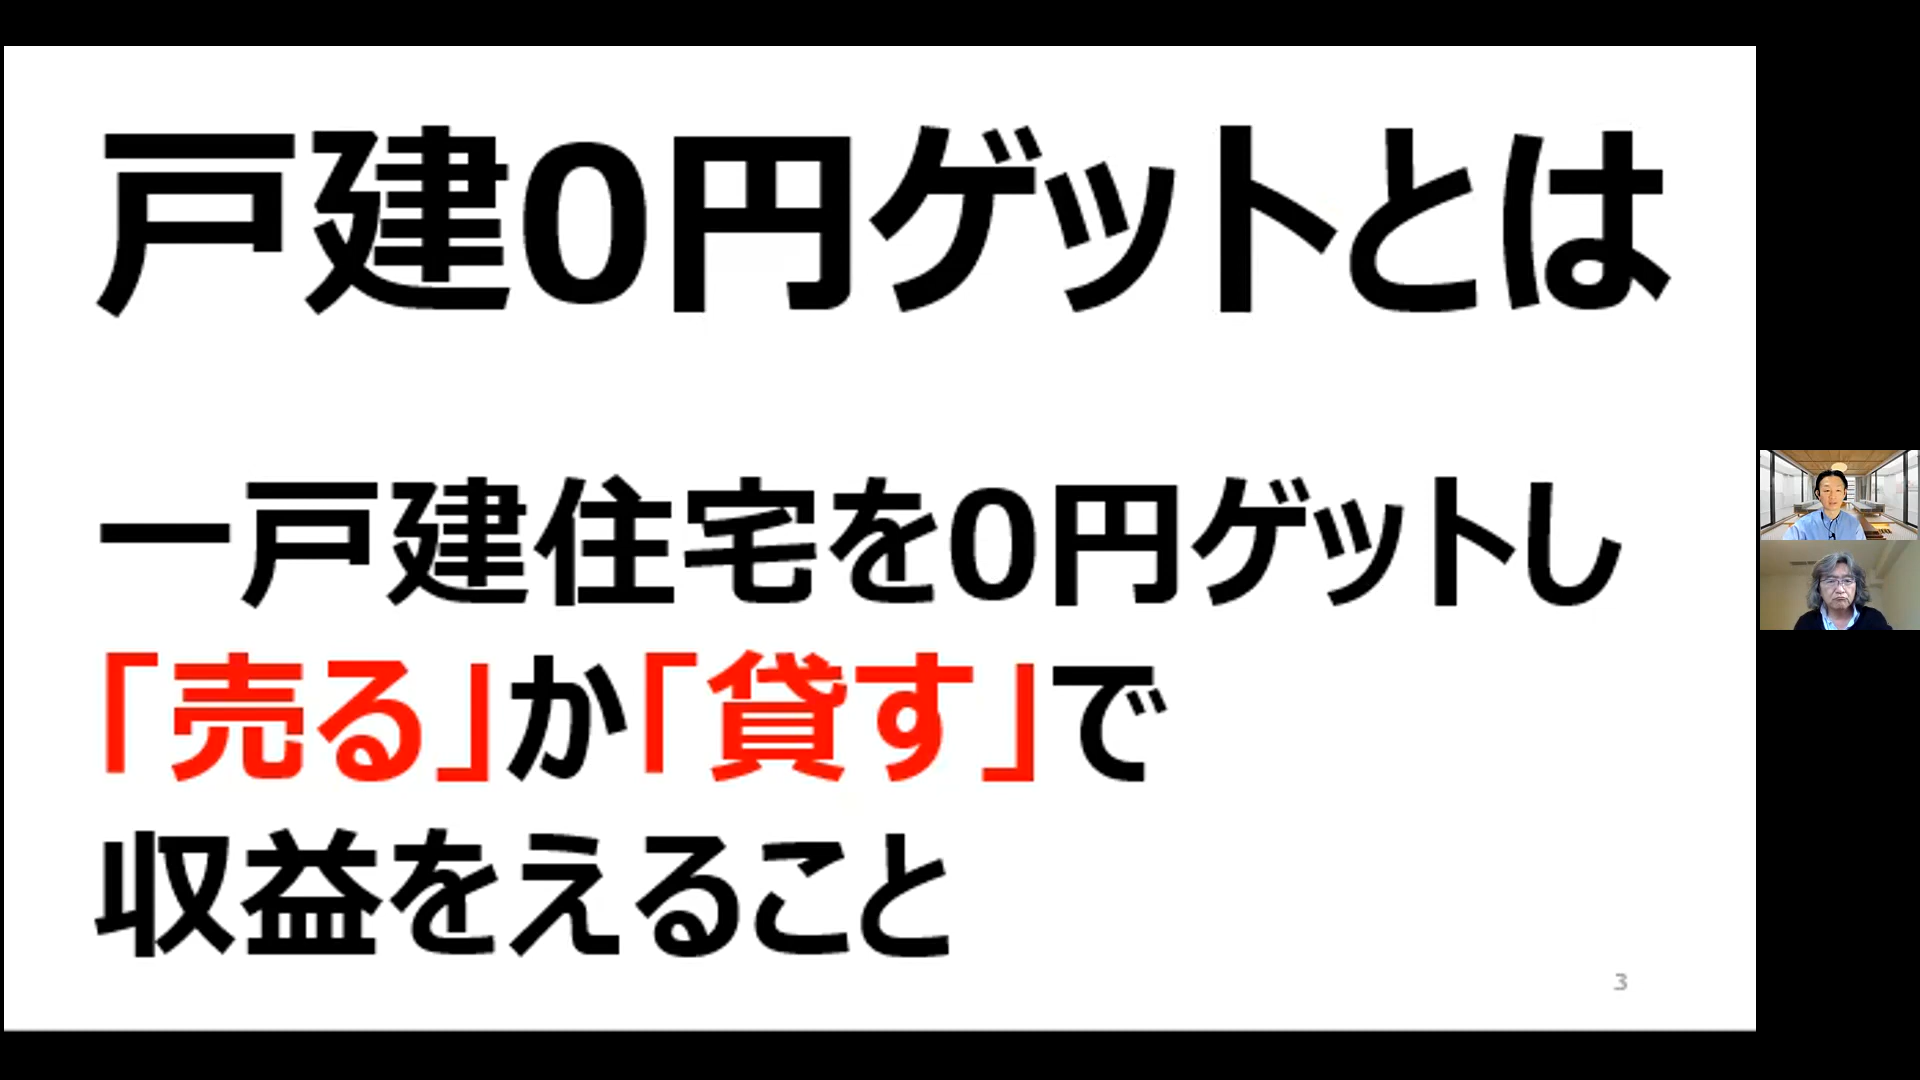 戸建0円ゲットとは
一戸建住宅を0円ゲットし
「売る」か「貸す」で
収益をえること
3